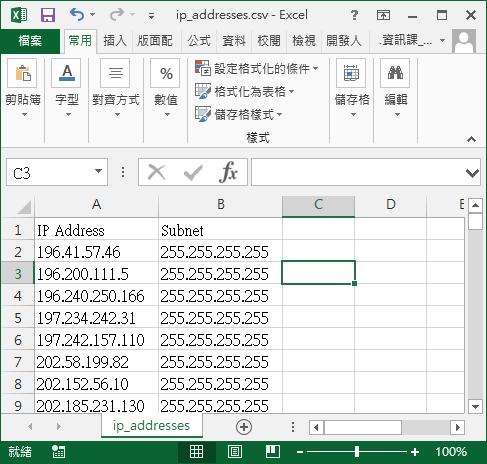 ip_addresses.csv - Excel
檔案 常用 插入 版面配 公式 資料 校閱 檢視 開發人 .資訊課_...
剪貼簿 字型 對齊方式 數值 設定格式化的條件 格式化為表格 儲存格樣式 儲存格 編輯
樣式
C3 fx
A B C D E
1 IP Address Subnet
2 196.41.57.46 255.255.255.255
3 196.200.111.5 255.255.255.255
4 196.240.250.166 255.255.255.255
5 197.234.242.31 255.255.255.255
6 197.242.157.110 255.255.255.255
7 202.58.199.82 255.255.255.255
8 202.152.56.10 255.255.255.255
9 202.185.231.130 255.255.255.255
ip_addresses
就緒 100%